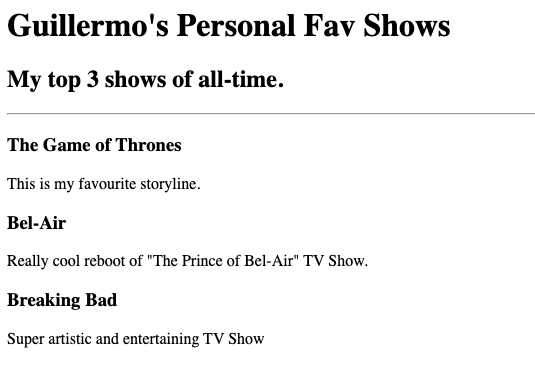 Guillermo's Personal Fav Shows
My top 3 shows of all-time.
The Game of Thrones
This is my favourite storyline.
Bel-Air
Really cool reboot of "The Prince of Bel-Air" TV Show.
Breaking Bad
Super artistic and entertaining TV Show